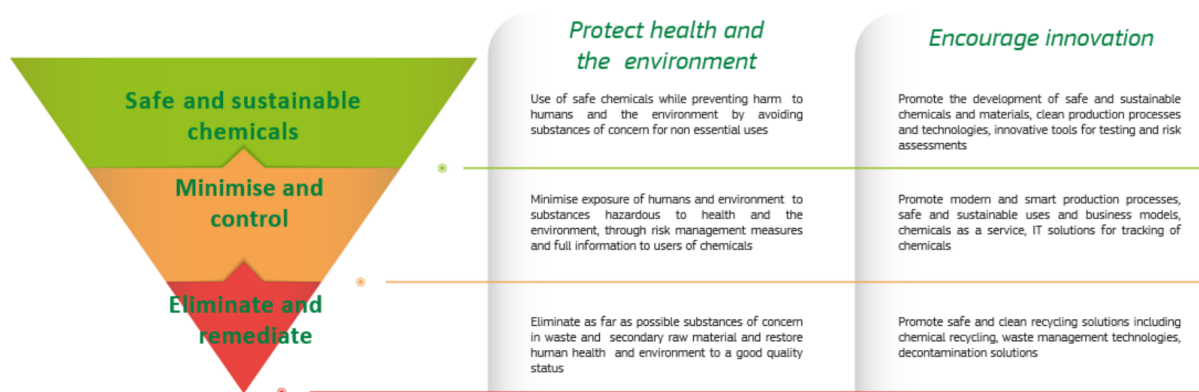 Safe and sustainable
chemicals
Minimise and
control
Eliminate and
remediate
Protect health and
the environment
Use of safe chemicals while preventing harm to
humans and the environment by avoiding
substances of concern for non essential uses
Minimise exposure of humans and environment to
substances hazardous to health and the
environment, through risk management measures
and full information to users of chemicals
Eliminate as far as possible substances of concern
in waste and secondary raw material and restore
human health and environment to a good quality
status
Encourage innovation
Promote the development of safe and sustainable
chemicals and materials, clean production processes
and technologies, innovative tools for testing and risk
assessments
Promote modern and smart production processes,
safe and sustainable uses and business models,
chemicals as a service, IT solutions for tracking of
chemicals
Promote safe and clean recycling solutions including
chemical recycling, waste management technologies,
decontamination solutions